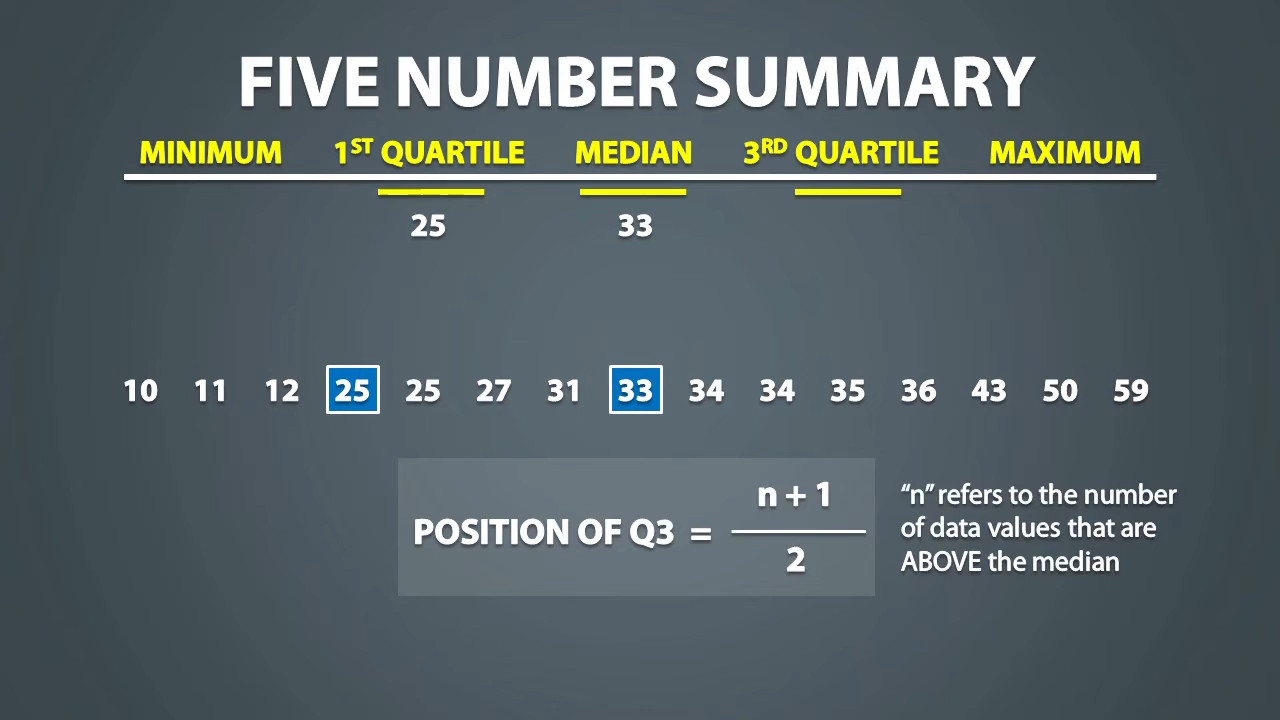 FIVE NUMBER SUMMARY
MINIMUM 1ST QUARTILE MEDIAN 3RD QUARTILE MAXIMUM
25 33
10 11 12 25 25 27 31 33 34 34 35 36 43 50 59
POSITION OF Q3 = n + 1 / 2
“n” refers to the number
of data values that are
ABOVE the median